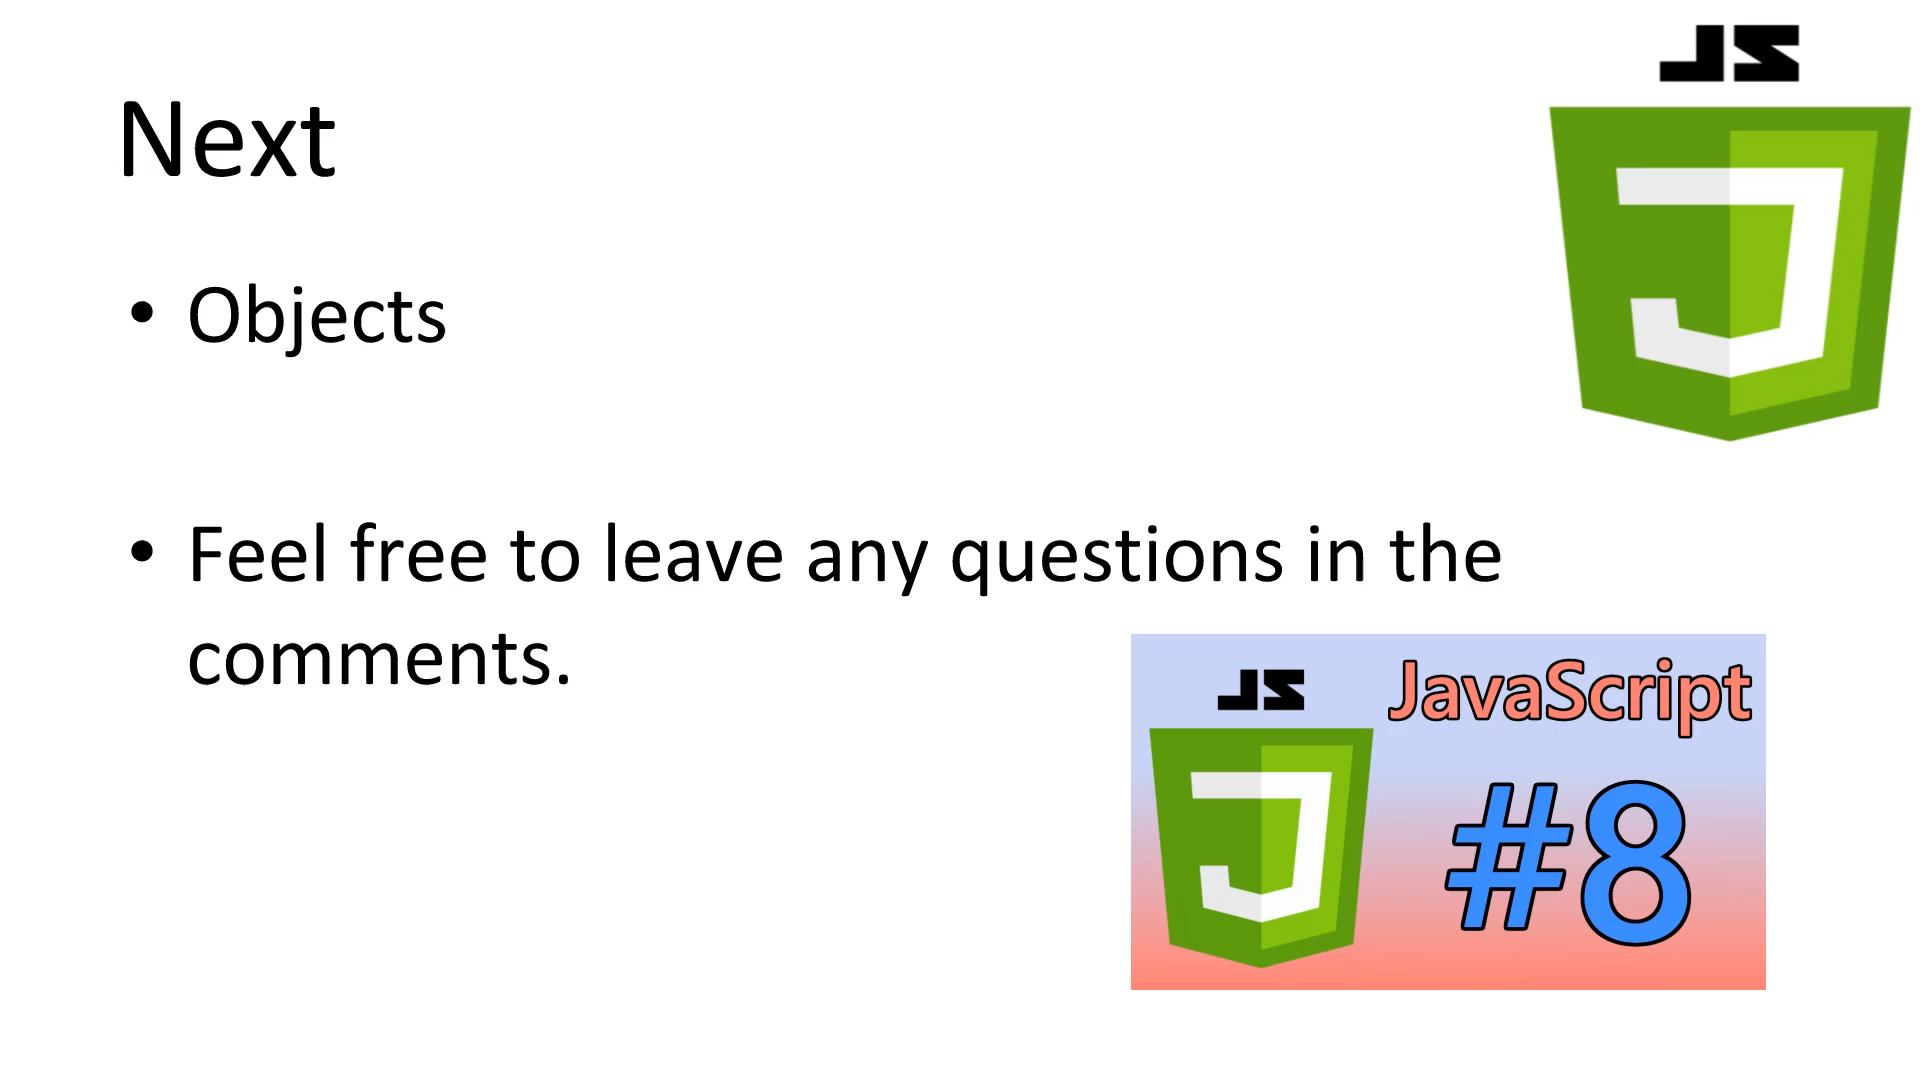 JS
Next
• Objects
• Feel free to leave any questions in the
comments.
JS
JavaScript
#8